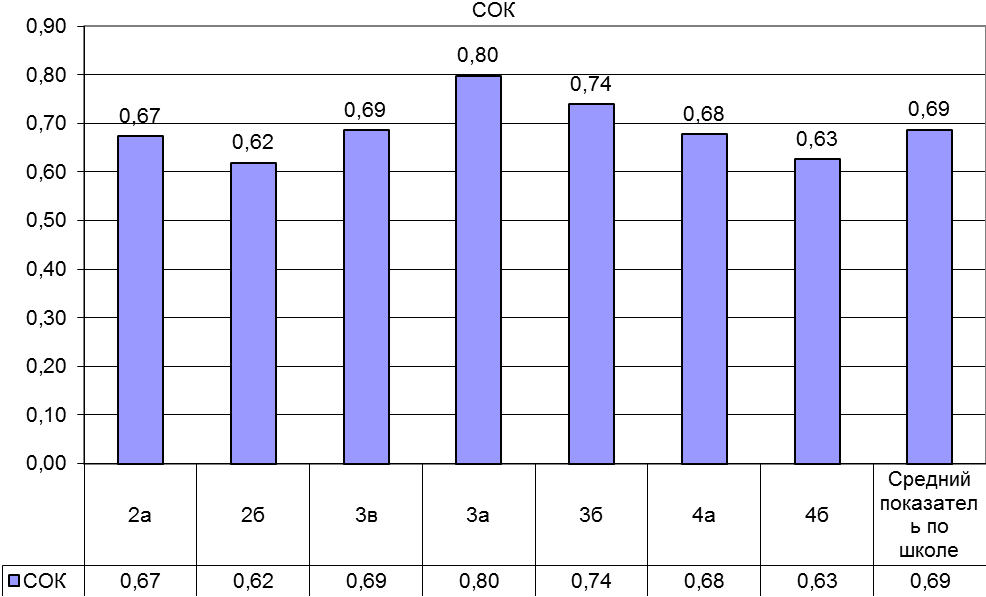 СОК
0,90
0,80
0,70
0,60
0,50
0,40
0,30
0,20
0,10
0,00
0,67
0,62
0,69
0,80
0,74
0,68
0,63
0,69
2а
2б
3в
3а
3б
4а
4б
Средний
показател
ь по
школе
СОК 0,67 0,62 0,69 0,80 0,74 0,68 0,63 0,69